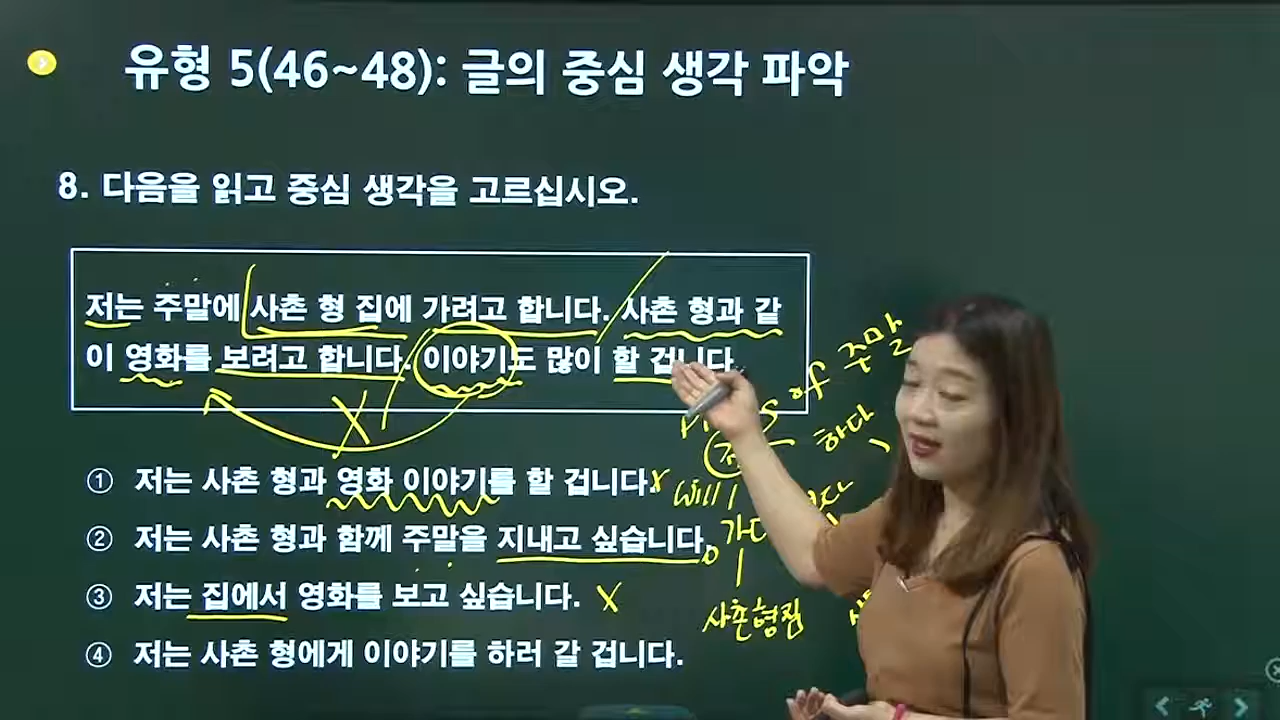 유형 5(46~48): 글의 중심 생각 파악
8. 다음을 읽고 중심 생각을 고르십시오.
저는 주말에 사촌 형 집에 가려고 합니다. 사촌 형과 같
이 영화를 보려고 합니다. 이야기도 많이 할 겁니다.
of 주말
하다
will
사촌형집
① 저는 사촌 형과 영화 이야기를 할 겁니다. X
② 저는 사촌 형과 함께 주말을 지내고 싶습니다.
③ 저는 집에서 영화를 보고 싶습니다. X
④ 저는 사촌 형에게 이야기를 하러 갈 겁니다.